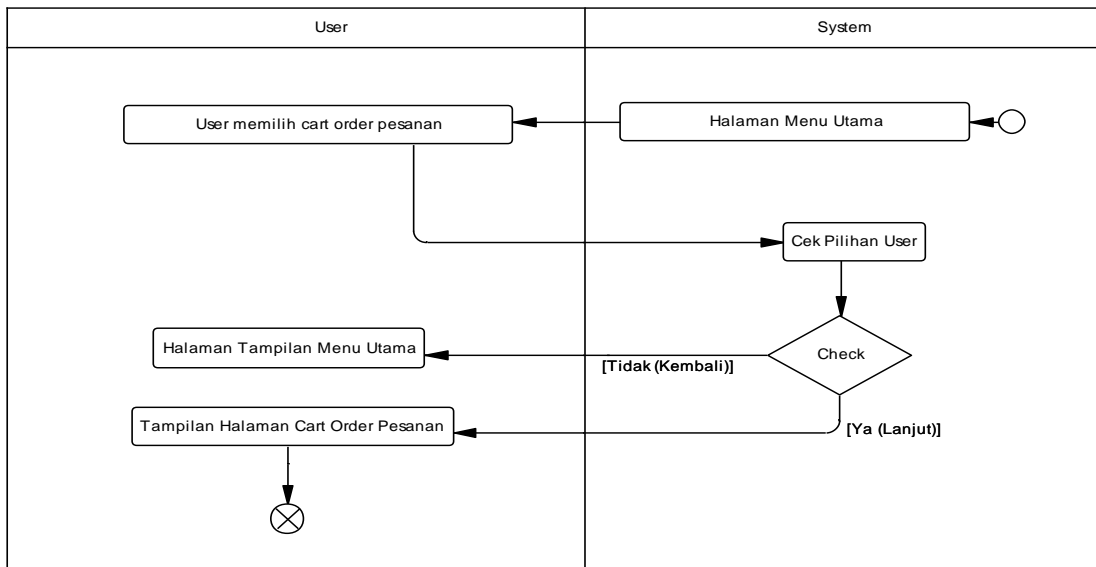 User
System
User memilih cart order pesanan
Halaman Menu Utama
Cek Pilihan User
Halaman Tampilan Menu Utama
Check
[Tidak (Kembali)]
Tampilan Halaman Cart Order Pesanan
[Ya (Lanjut)]